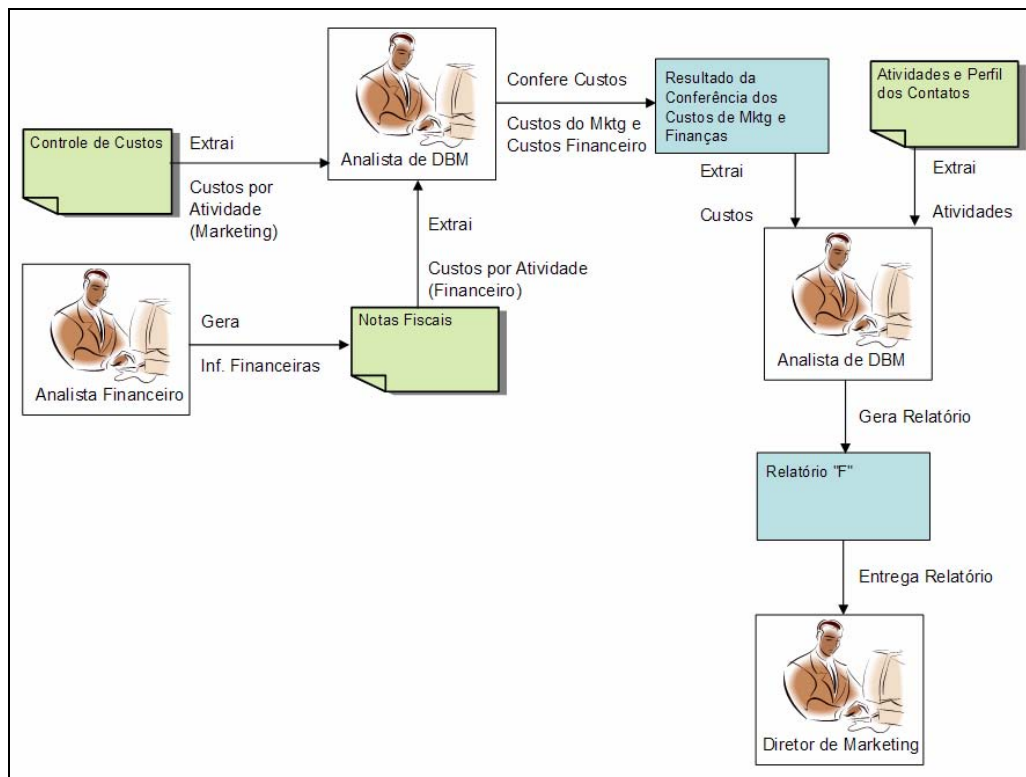 Controle de Custos
Extrai
Custos por
Atividade
(Marketing)
Analista de DBM
Confere Custos
Custos do Mktg e
Custos Financeiro
Resultado da
Conferência dos
Custos de Mktg e
Finanças
Atividades e Perfil
dos Contatos
Extrai
Custos por Atividade
(Financeiro)
Analista Financeiro
Gera
Inf. Financeiras
Notas Fiscais
Extrai
Custos
Extrai
Atividades
Analista de DBM
Gera Relatório
Relatório "F"
Entrega Relatório
Diretor de Marketing